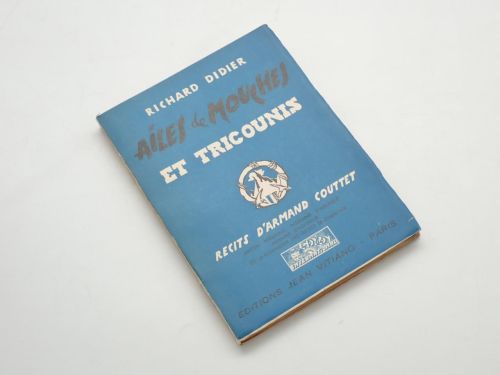 RICHARD DIDIER
AILES de MOUCHES
ET TRICOUNIS
RECITS D'ARMAND COUTTET
EDITIONS JEAN VITIANO - PARIS